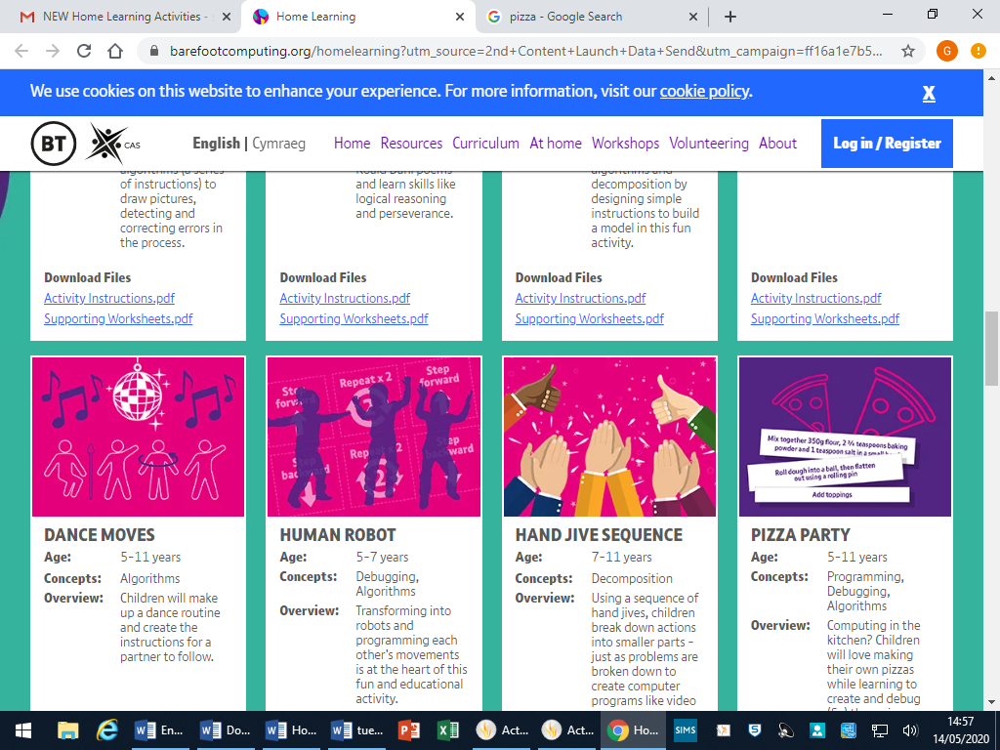 NEW Home Learning Activities -
Home Learning
pizza - Google Search
barefootcomputing.org/homelearning?utm_source=2nd+Content+Launch+Data+Send&utm_campaign=ff16a1e7b5...
G
We use cookies on this website to enhance your experience. For more information, visit our cookie policy.
X
BT
CAS
English | Cymraeg
Home Resources Curriculum At home Workshops Volunteering About
Log in / Register
algorithms (a series
of instructions) to
draw pictures,
detecting and
correcting errors in
the process.
Download Files
Activity Instructions.pdf
Supporting Worksheets.pdf
Roald Dahl poems
and learn skills like
logical reasoning
and perseverance.
Download Files
Activity Instructions.pdf
Supporting Worksheets.pdf
algorithms and
decomposition by
designing simple
instructions to build
a model in this fun
activity.
Download Files
Activity Instructions.pdf
Supporting Worksheets.pdf
Download Files
Activity Instructions.pdf
Supporting Worksheets.pdf
DANCE MOVES
Age: 5-11 years
Concepts: Algorithms
Overview: Children will make
up a dance routine
and create the
instructions for a
partner to follow.
Step
forward
Repeat x 2
Step
forward
Step
backward
Repeat x 2
Step
backward
HUMAN ROBOT
Age: 5-7 years
Concepts: Debugging,
Algorithms
Overview: Transforming into
robots and
programming each
other's movements
is at the heart of this
fun and educational
activity.
HAND JIVE SEQUENCE
Age: 7-11 years
Concepts: Decomposition
Overview: Using a sequence of
hand jives, children
break down actions
into smaller parts –
just as problems are
broken down to
create computer
programs like video
Mix together 350g flour, 2 ¾ teaspoons baking
powder and 1 teaspoon salt in a small bowl
Roll dough into a ball, then flatten
out using a rolling pin
Add toppings
PIZZA PARTY
Age: 5-11 years
Concepts: Programming,
Debugging,
Algorithms
Overview: Computing in the
kitchen? Children
will love making
their own pizzas
while learning to
create and debug
En...
Do...
Ho...
tue...
Act...
Act...
Ho...
SIMS
14:57
14/05/2020